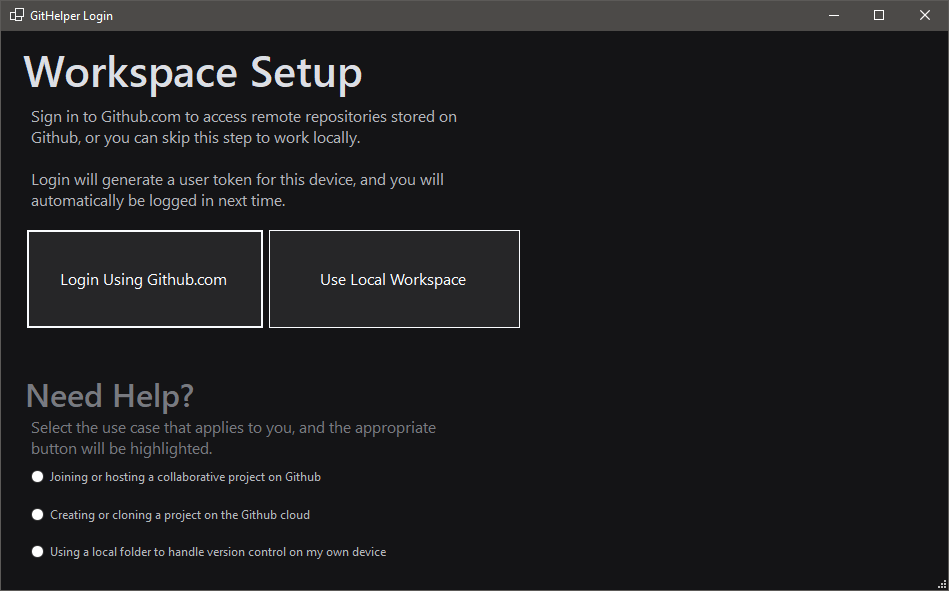 GitHelper Login
Workspace Setup
Sign in to Github.com to access remote repositories stored on
Github, or you can skip this step to work locally.
Login will generate a user token for this device, and you will
automatically be logged in next time.
Login Using Github.com
Use Local Workspace
Need Help?
Select the use case that applies to you, and the appropriate
button will be highlighted.
Joining or hosting a collaborative project on Github
Creating or cloning a project on the Github cloud
Using a local folder to handle version control on my own device